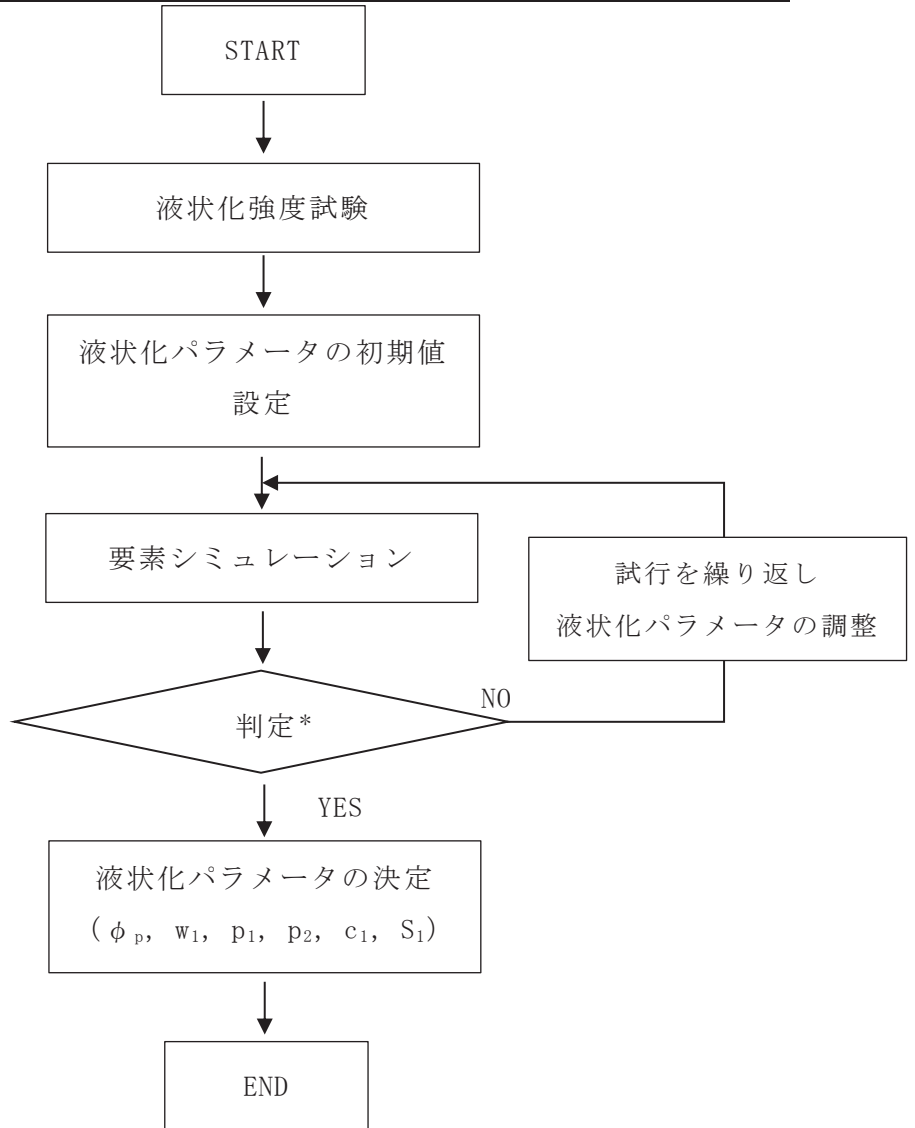 START
液状化強度試験
液状化パラメータの初期値
設定
要素シミュレーション
試行を繰り返し
液状化パラメータの調整
判定*
NO
YES
液状化パラメータの決定
(φp, w1, p1, p2, c1, S1)
END